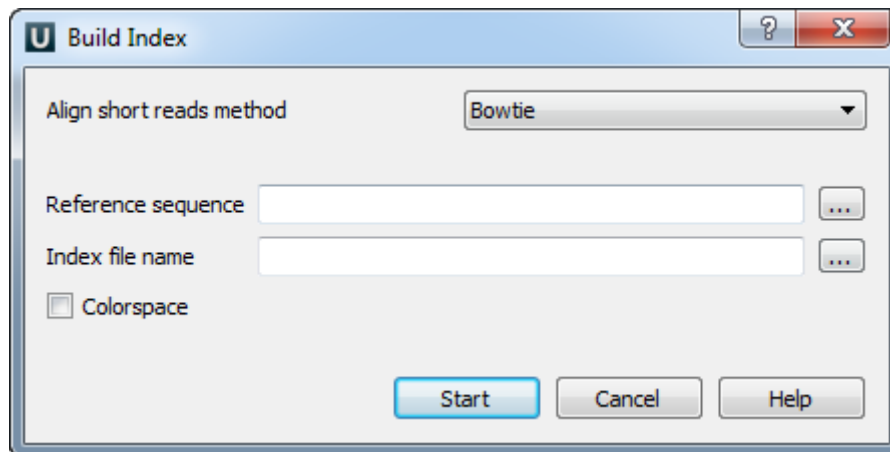 U Build Index ? X
Align short reads method Bowtie
Reference sequence ...
Index file name ...
Colorspace
Start Cancel Help